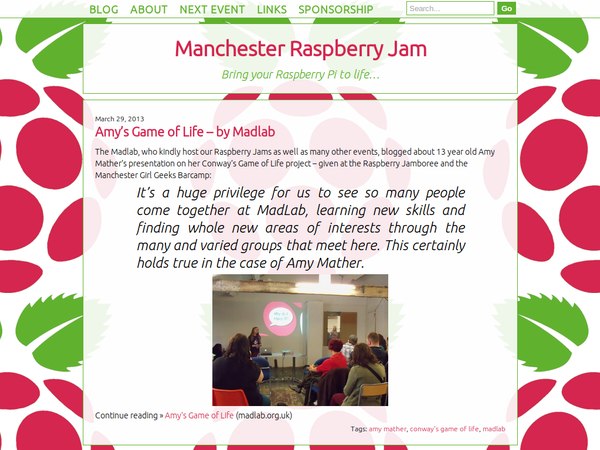 BLOG ABOUT NEXT EVENT LINKS SPONSORSHIP Search... Go
Manchester Raspberry Jam
Bring your Raspberry Pi to life...
March 29, 2013
Amy's Game of Life – by Madlab
The Madlab, who kindly host our Raspberry Jams as well as many other events, blogged about 13 year old Amy
Mather's presentation on her Conway's Game of Life project – given at the Raspberry Jamboree and the
Manchester Girl Geeks Barcamp:
It's a huge privilege for us to see so many people
come together at MadLab, learning new skills and
finding whole new areas of interests through the
many and varied groups that meet here. This certainly
holds true in the case of Amy Mather.
Continue reading » Amy's Game of Life (madlab.org.uk)
Tags: amy mather, conway's game of life, madlab